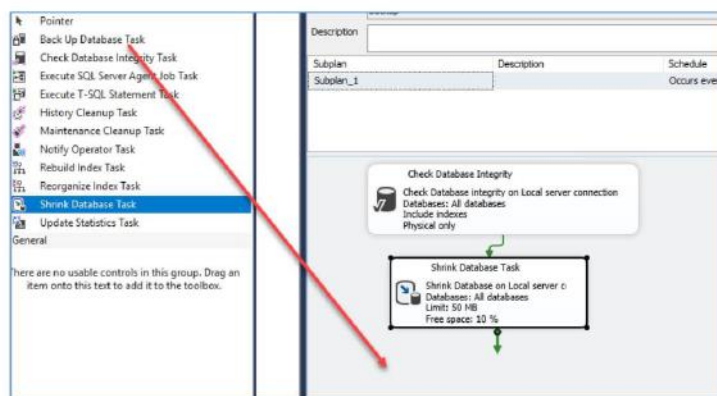 Pointer
Back Up Database Task
Check Database Integrity Task
Execute SQL Server Agent Job Task
Execute T-SQL Statement Task
History Cleanup Task
Maintenance Cleanup Task
Notify Operator Task
Rebuild Index Task
Reorganize Index Task
Shrink Database Task
Update Statistics Task
General
There are no usable controls in this group. Drag an
item onto this text to add it to the toolbox.
Description
Subplan Description Schedule
Subplan_1 Occurs eve
Check Database Integrity
Check Database integrity on Local server connection
Databases: All databases
Include indexes
Physical only
Shrink Database Task
Shrink Database on Local server c
Databases: All databases
Limit: 50 MB
Free space: 10 %